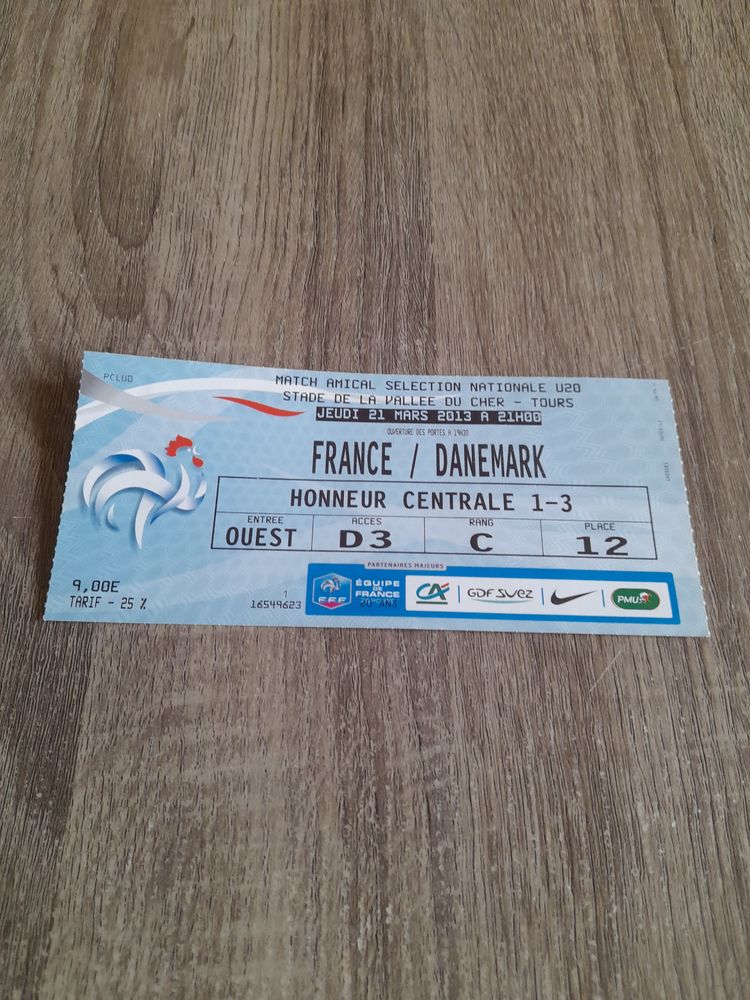 PCLUD
MATCH AMICAL SELECTION NATIONALE U20
STADE DE LA VALLEE DU CHER - TOURS
JEUDI 21 MARS 2013 A 21H00
OUVERTURE DES PORTES A 19H30
FRANCE / DANEMARK
HONNEUR CENTRALE 1-3
ENTREE ACCES RANG PLACE
OUEST D3 C 12
PARTENAIRES MAJEURS
9,00E
TARIF - 25 %
1
16549623
FFF
ÉQUIPE
DE
FRANCE
20 ANS
CA
GDF SUEZ
PMU